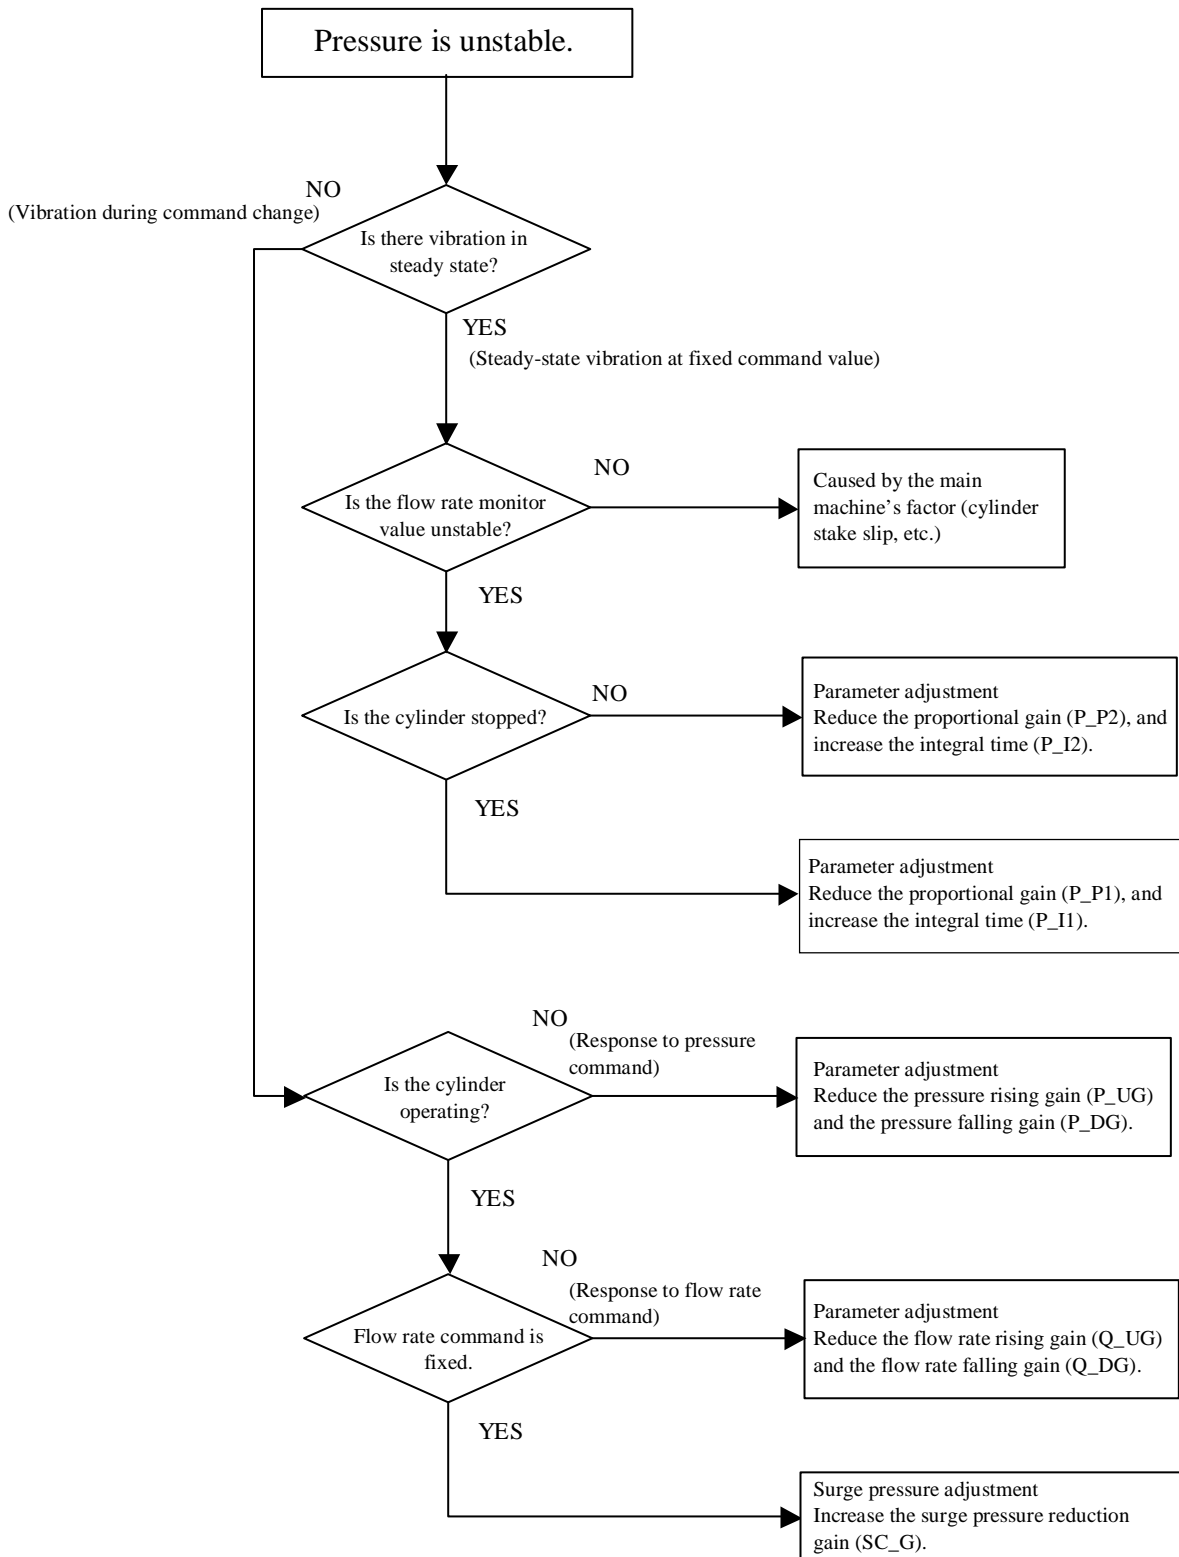 Pressure is unstable.
NO
(Vibration during command change)
Is there vibration in
steady state?
YES
(Steady-state vibration at fixed command value)
Is the flow rate monitor
value unstable?
NO
Caused by the main
machine’s factor (cylinder
stake slip, etc.)
YES
Is the cylinder stopped?
NO
Parameter adjustment
Reduce the proportional gain (P_P2), and
increase the integral time (P_I2).
YES
Parameter adjustment
Reduce the proportional gain (P_P1), and
increase the integral time (P_I1).
Is the cylinder
operating?
NO
(Response to pressure
command)
Parameter adjustment
Reduce the pressure rising gain (P_UG)
and the pressure falling gain (P_DG).
YES
Flow rate command is
fixed.
NO
(Response to flow rate
command)
Parameter adjustment
Reduce the flow rate rising gain (Q_UG)
and the flow rate falling gain (Q_DG).
YES
Surge pressure adjustment
Increase the surge pressure reduction
gain (SC_G).